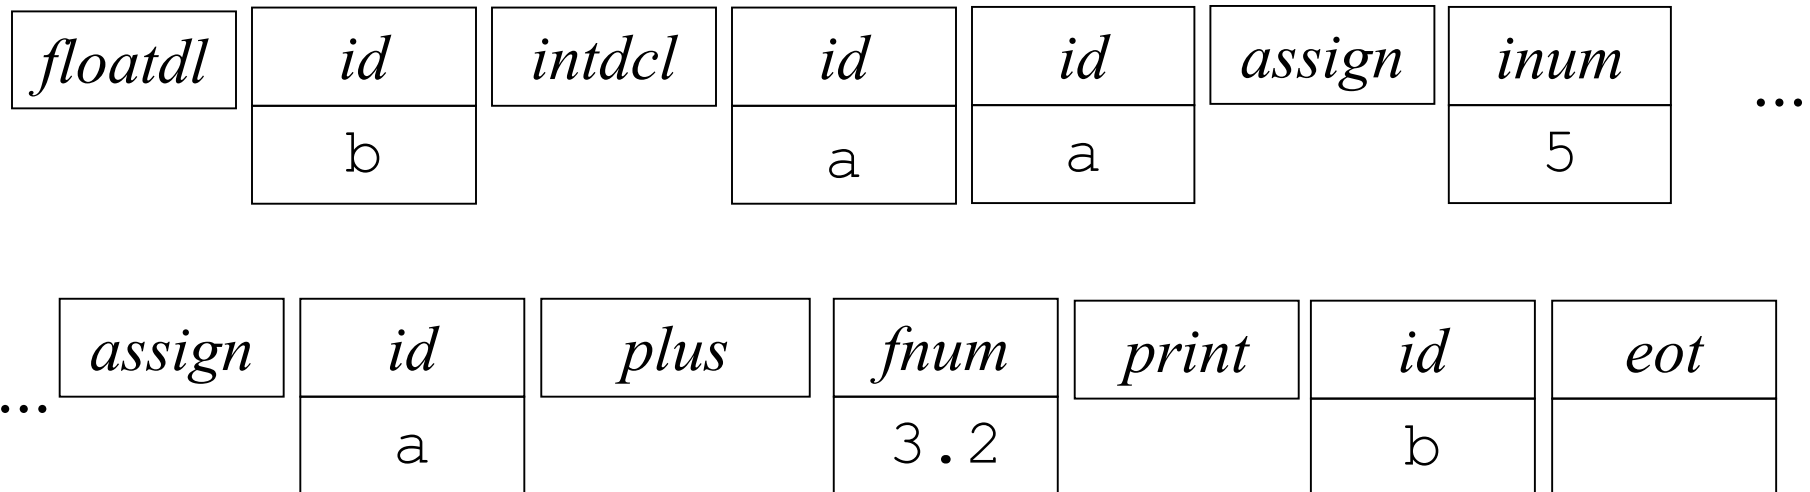 floatdl id intdcl id id assign inum
b a a 5 ...
assign id plus fnum print id eot
... a 3.2 b